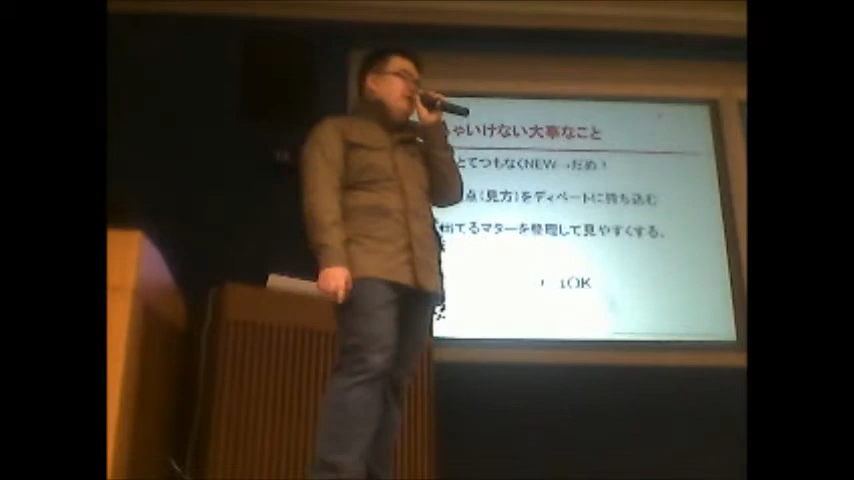 ゃいけない大事なこと
とてつもなくNEW→だめ！
点(見方)をディベートに持ち込む
出てるマターを整理して見やすくする。
OK